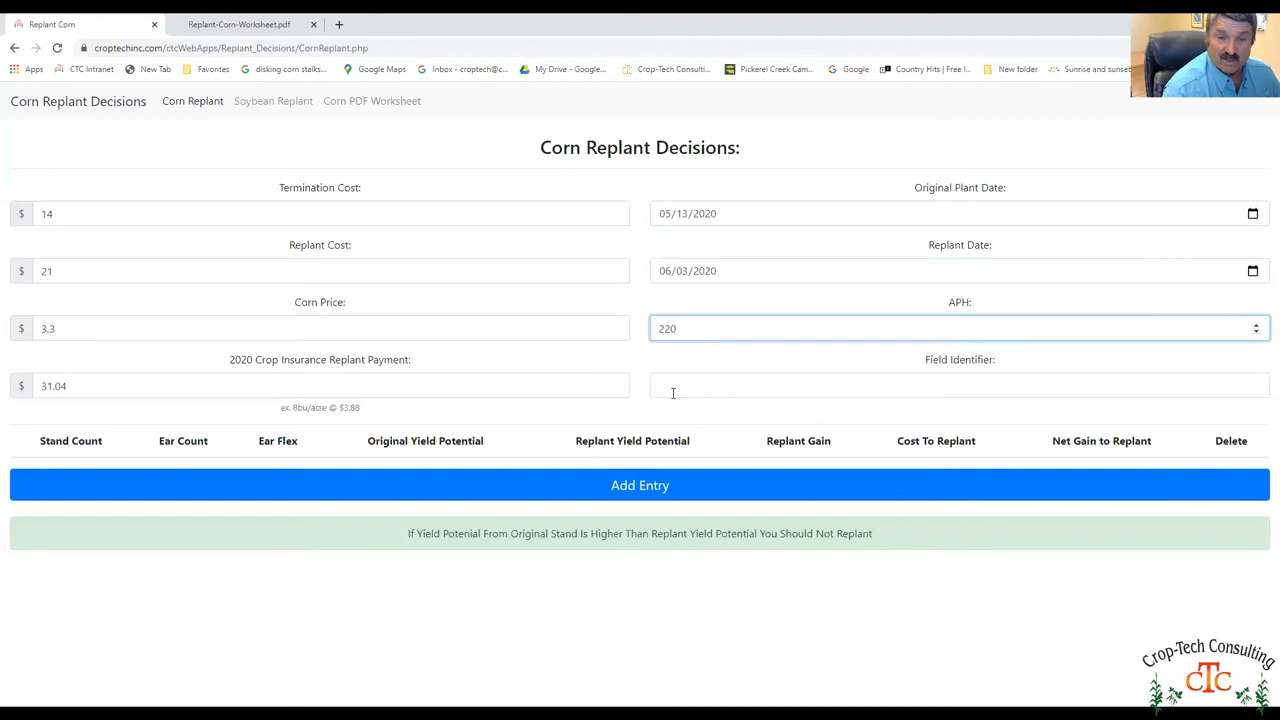 Replant Corn
Replant-Corn-Worksheet.pdf
croptechinc.com/ctcWebApps/Replant_Decisions/CornReplant.php
Apps CTC Intranet New Tab Favorites disking corn stalks... Google Maps Inbox - croptech@c... My Drive - Google... Crop-Tech Consulti... Pickerel Creek Cam... Google Country Hits | Free I... New folder Sunrise and sunset
Corn Replant Decisions Corn Replant Soybean Replant Corn PDF Worksheet
Corn Replant Decisions:
Termination Cost: Original Plant Date:
$ 14 05/13/2020
Replant Cost: Replant Date:
$ 21 06/03/2020
Corn Price: APH:
$ 3.3 220
2020 Crop Insurance Replant Payment: Field Identifier:
$ 31.04
ex. 8bu/acre @ $3.88
Stand Count Ear Count Ear Flex Original Yield Potential Replant Yield Potential Replant Gain Cost To Replant Net Gain to Replant Delete
Add Entry
If Yield Potenial From Original Stand Is Higher Than Replant Yield Potential You Should Not Replant
Crop-Tech Consulting
CTC